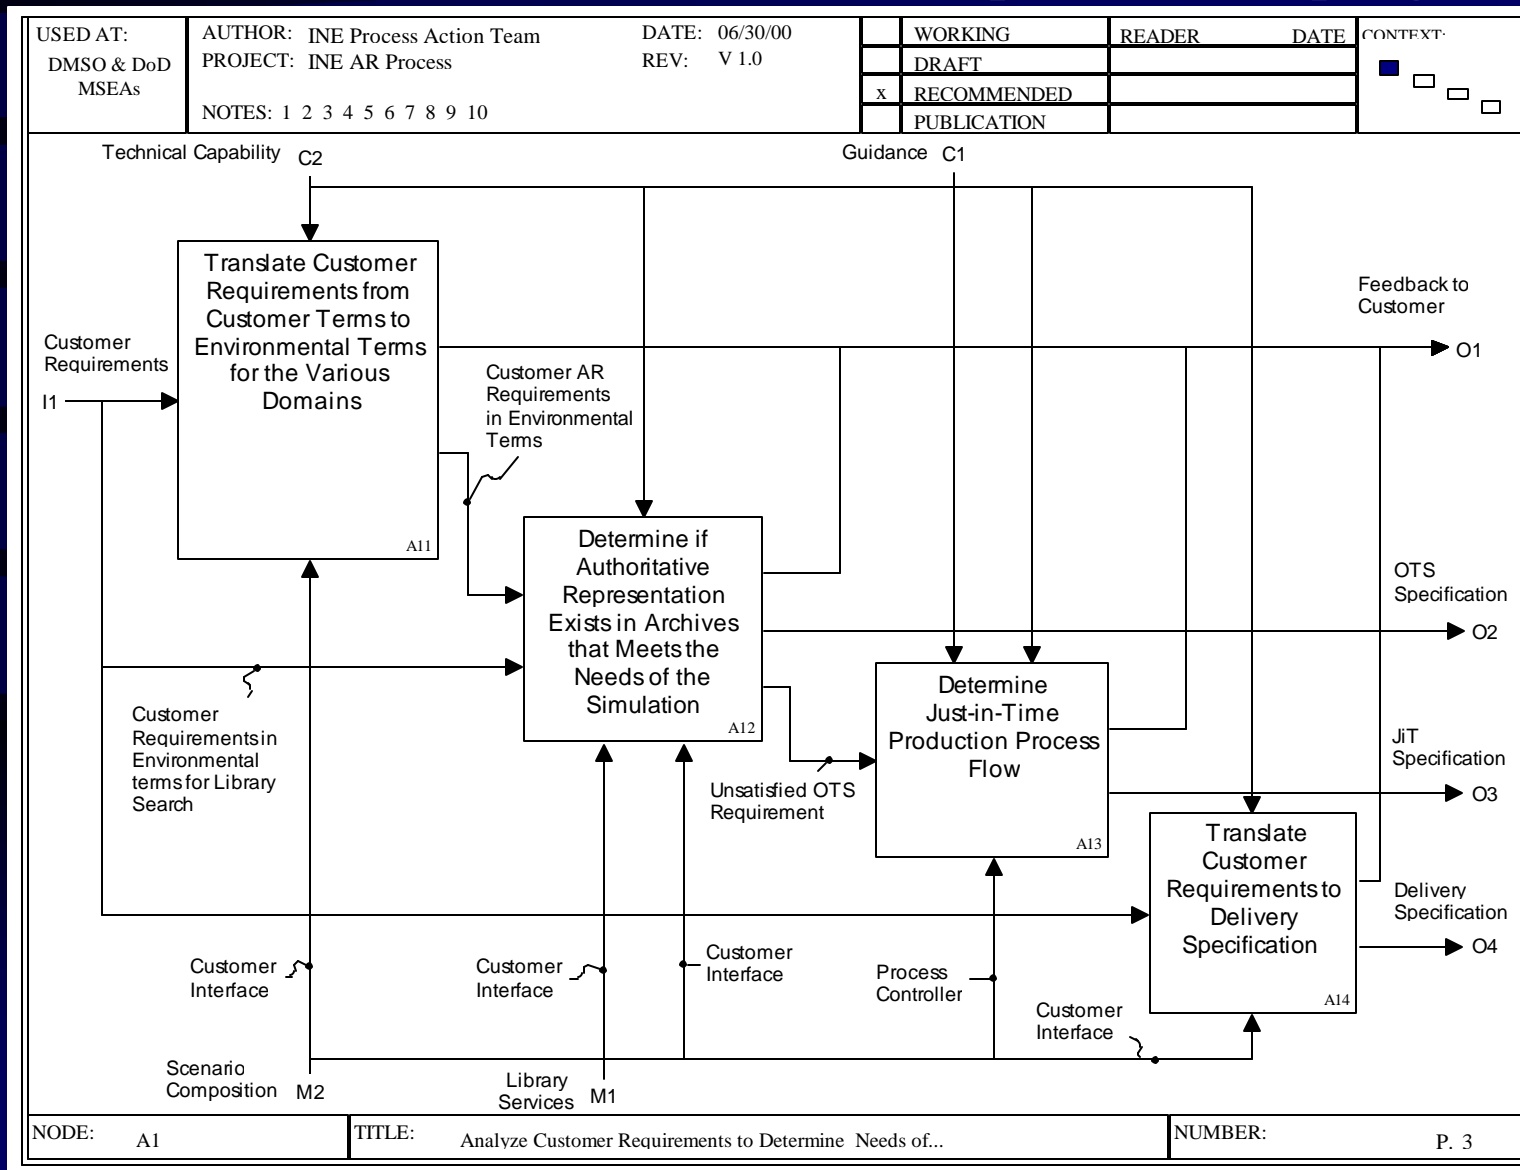 USED AT:
DMSO & DoD
MSEAs
AUTHOR: INE Process Action Team
PROJECT: INE AR Process
DATE: 06/30/00
REV: V 1.0
NOTES: 1 2 3 4 5 6 7 8 9 10
WORKING
DRAFT
x RECOMMENDED
PUBLICATION
READER DATE
CONTEXT:
Technical Capability C2
Guidance C1
Translate Customer
Requirements from
Customer Terms to
Environmental Terms
for the Various
Domains
A11
Customer
Requirements
I1
Feedback to
Customer
O1
Customer AR
Requirements
in Environmental
Terms
Determine if
Authoritative
Representation
Exists in Archives
that Meets the
Needs of the
Simulation
A12
OTS
Specification
O2
Customer
Requirements in
Environmental
terms for Library
Search
Determine
Just-in-Time
Production Process
Flow
A13
Unsatisfied OTS
Requirement
JiT
Specification
O3
Translate
Customer
Requirements to
Delivery
Specification
A14
Delivery
Specification
O4
Customer
Interface
Customer
Interface
Customer
Interface
Process
Controller
Customer
Interface
Scenario
Composition M2
Library
Services M1
NODE: A1
TITLE: Analyze Customer Requirements to Determine Needs of...
NUMBER:
P. 3